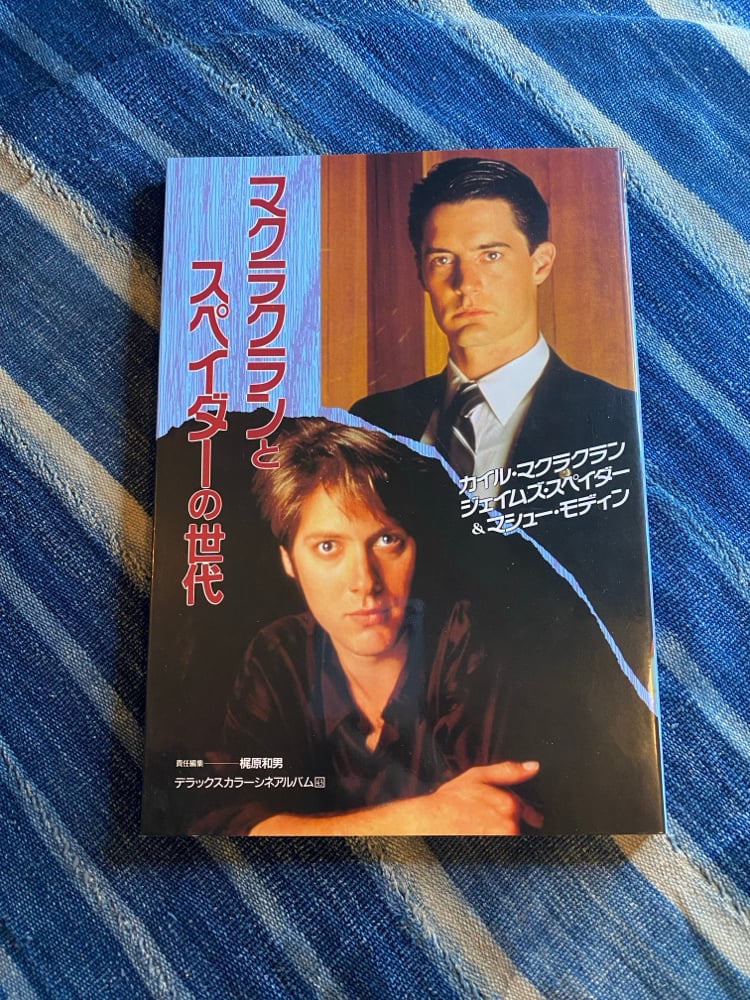 マクラクランと
スペイダーの世代
カイル・マクラクラン
ジェイムズ・スペイダー
&マシュー・モディン
責任編集───梶原和男
デラックスカラーシネアルバム45